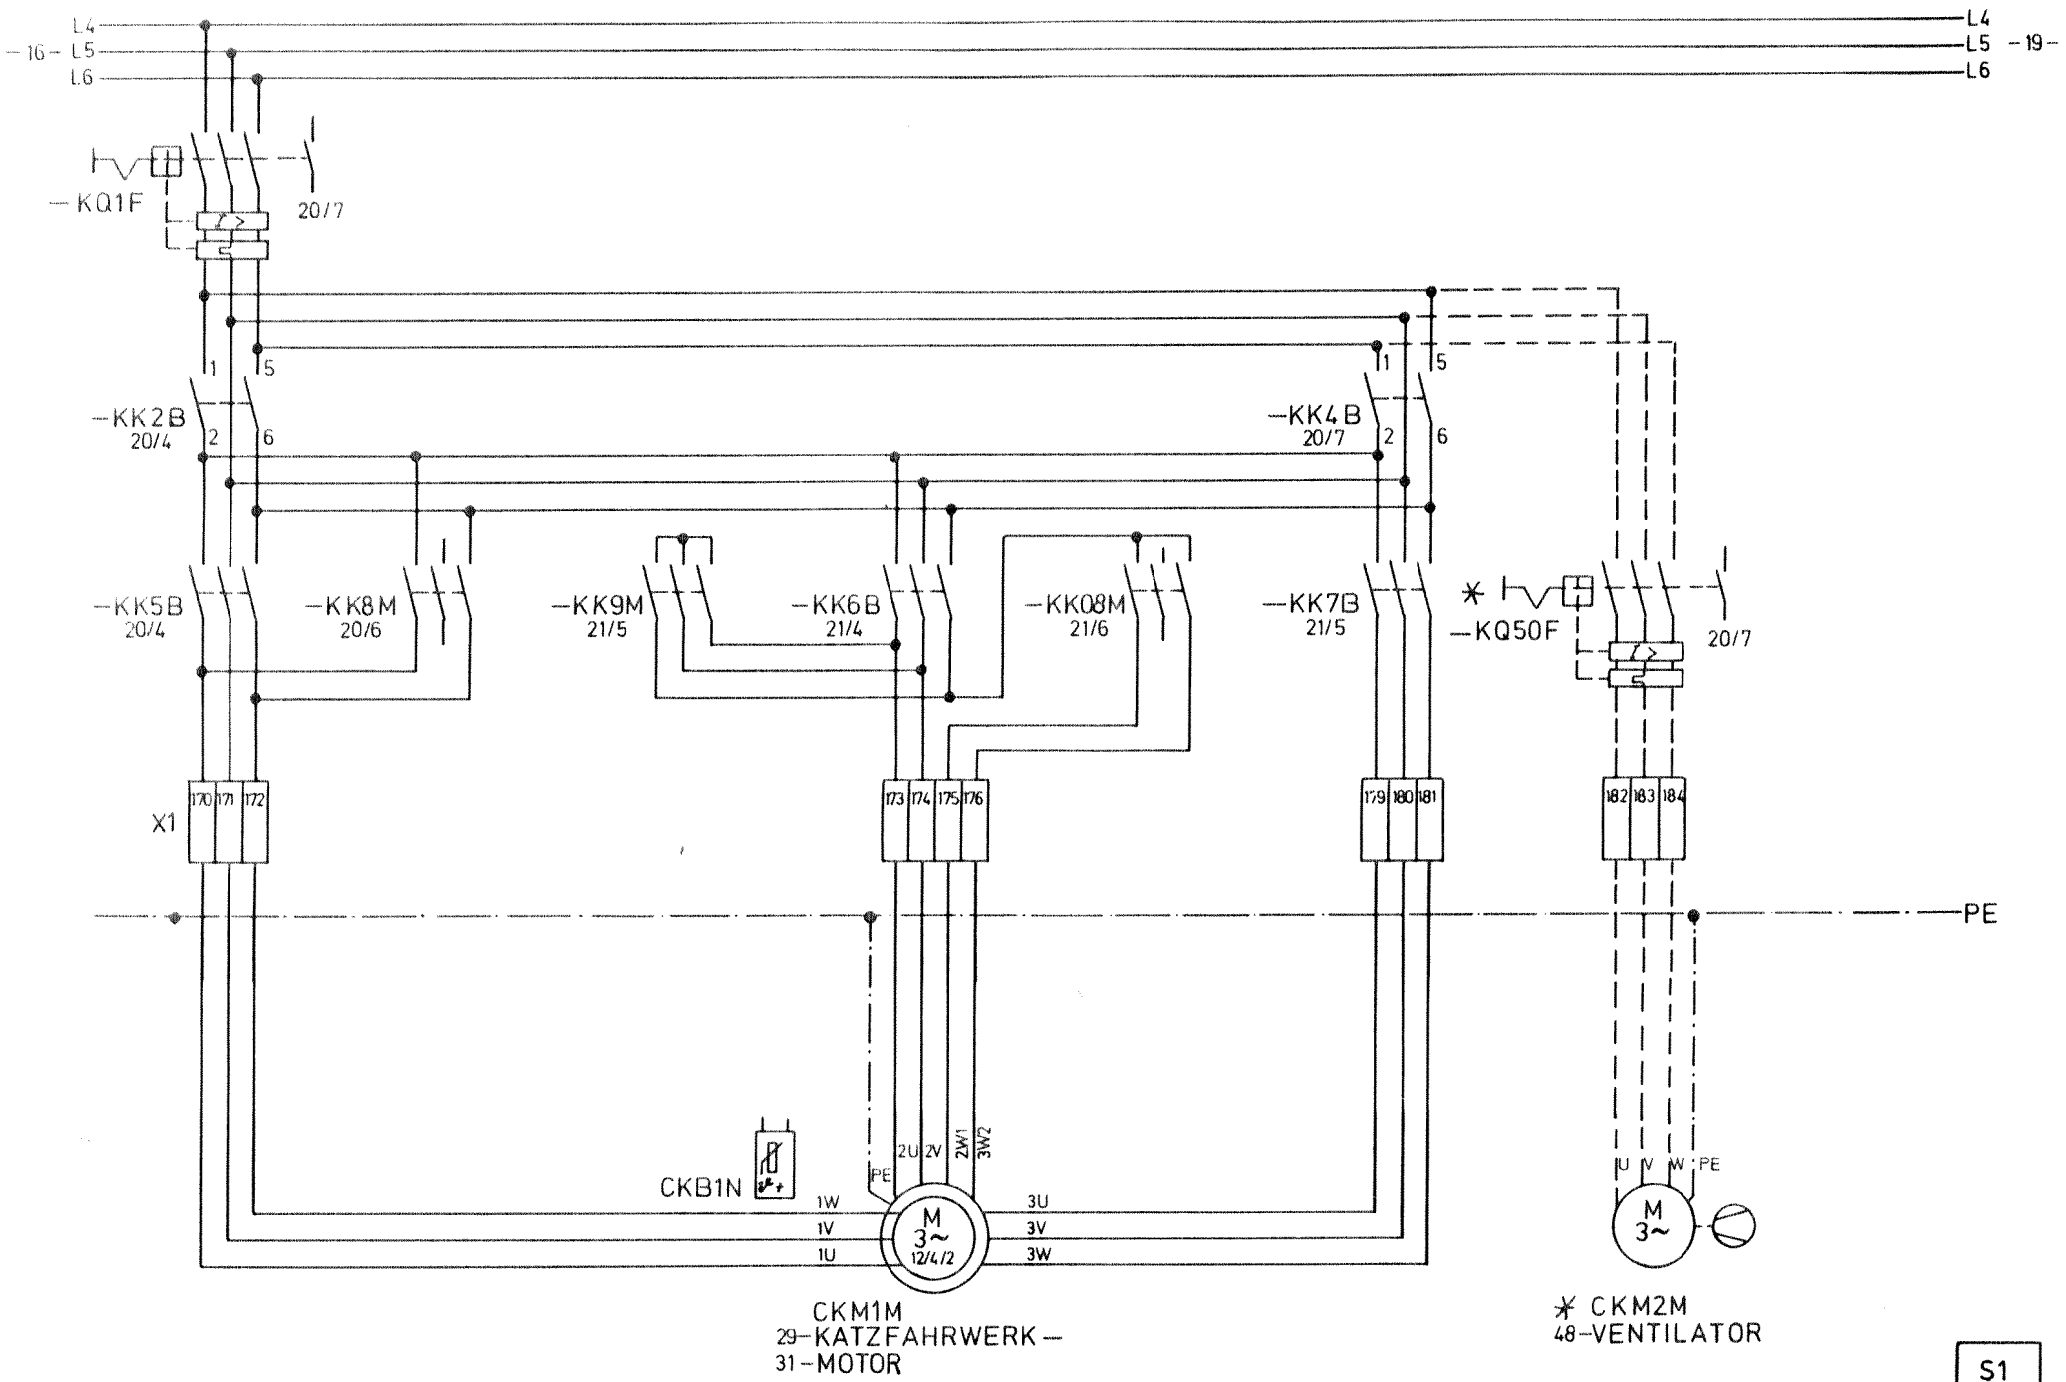 L4 L4
-16- L5 L5 -19-
L6 L6
-KQ1F
20/7
1 5 1 5
-KK2B -KK4B
20/4 20/7
2 6 2 6
-KK5B -KK8M -KK9M -KK6B -KK08M -KK7B * -KQ50F
20/4 20/6 21/5 21/4 21/6 21/5 20/7
X1 170 171 172 173 174 175 176 179 180 181 182 183 184
PE
2U 2V 2W1 3W2
PE U V W PE
CKB1N
1W 3U
1V 3V
1U 3W
M
3~
12/4/2
M
3~
CKM1M
29-KATZFAHRWERK-
31-MOTOR
* CKM2M
48-VENTILATOR
S1